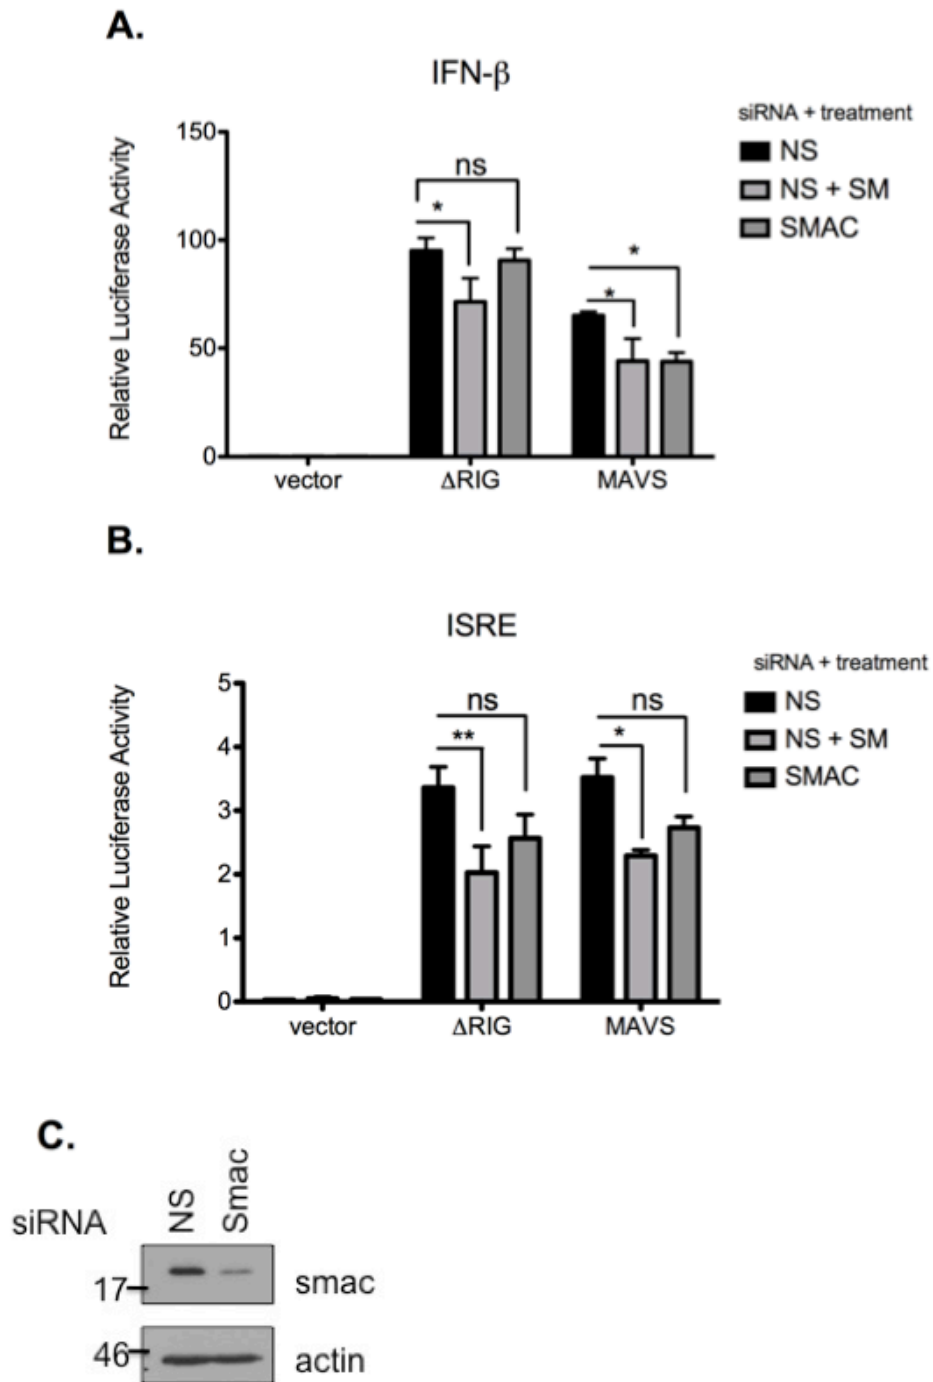 A.
IFN-β
siRNA + treatment
NS
NS + SM
SMAC
Relative Luciferase Activity
150
100
50
0
ns
*
*
*
vector
ΔRIG
MAVS
B.
ISRE
siRNA + treatment
NS
NS + SM
SMAC
Relative Luciferase Activity
5
4
3
2
1
0
ns
**
ns
*
vector
ΔRIG
MAVS
C.
siRNA
NS
Smac
17
smac
46
actin